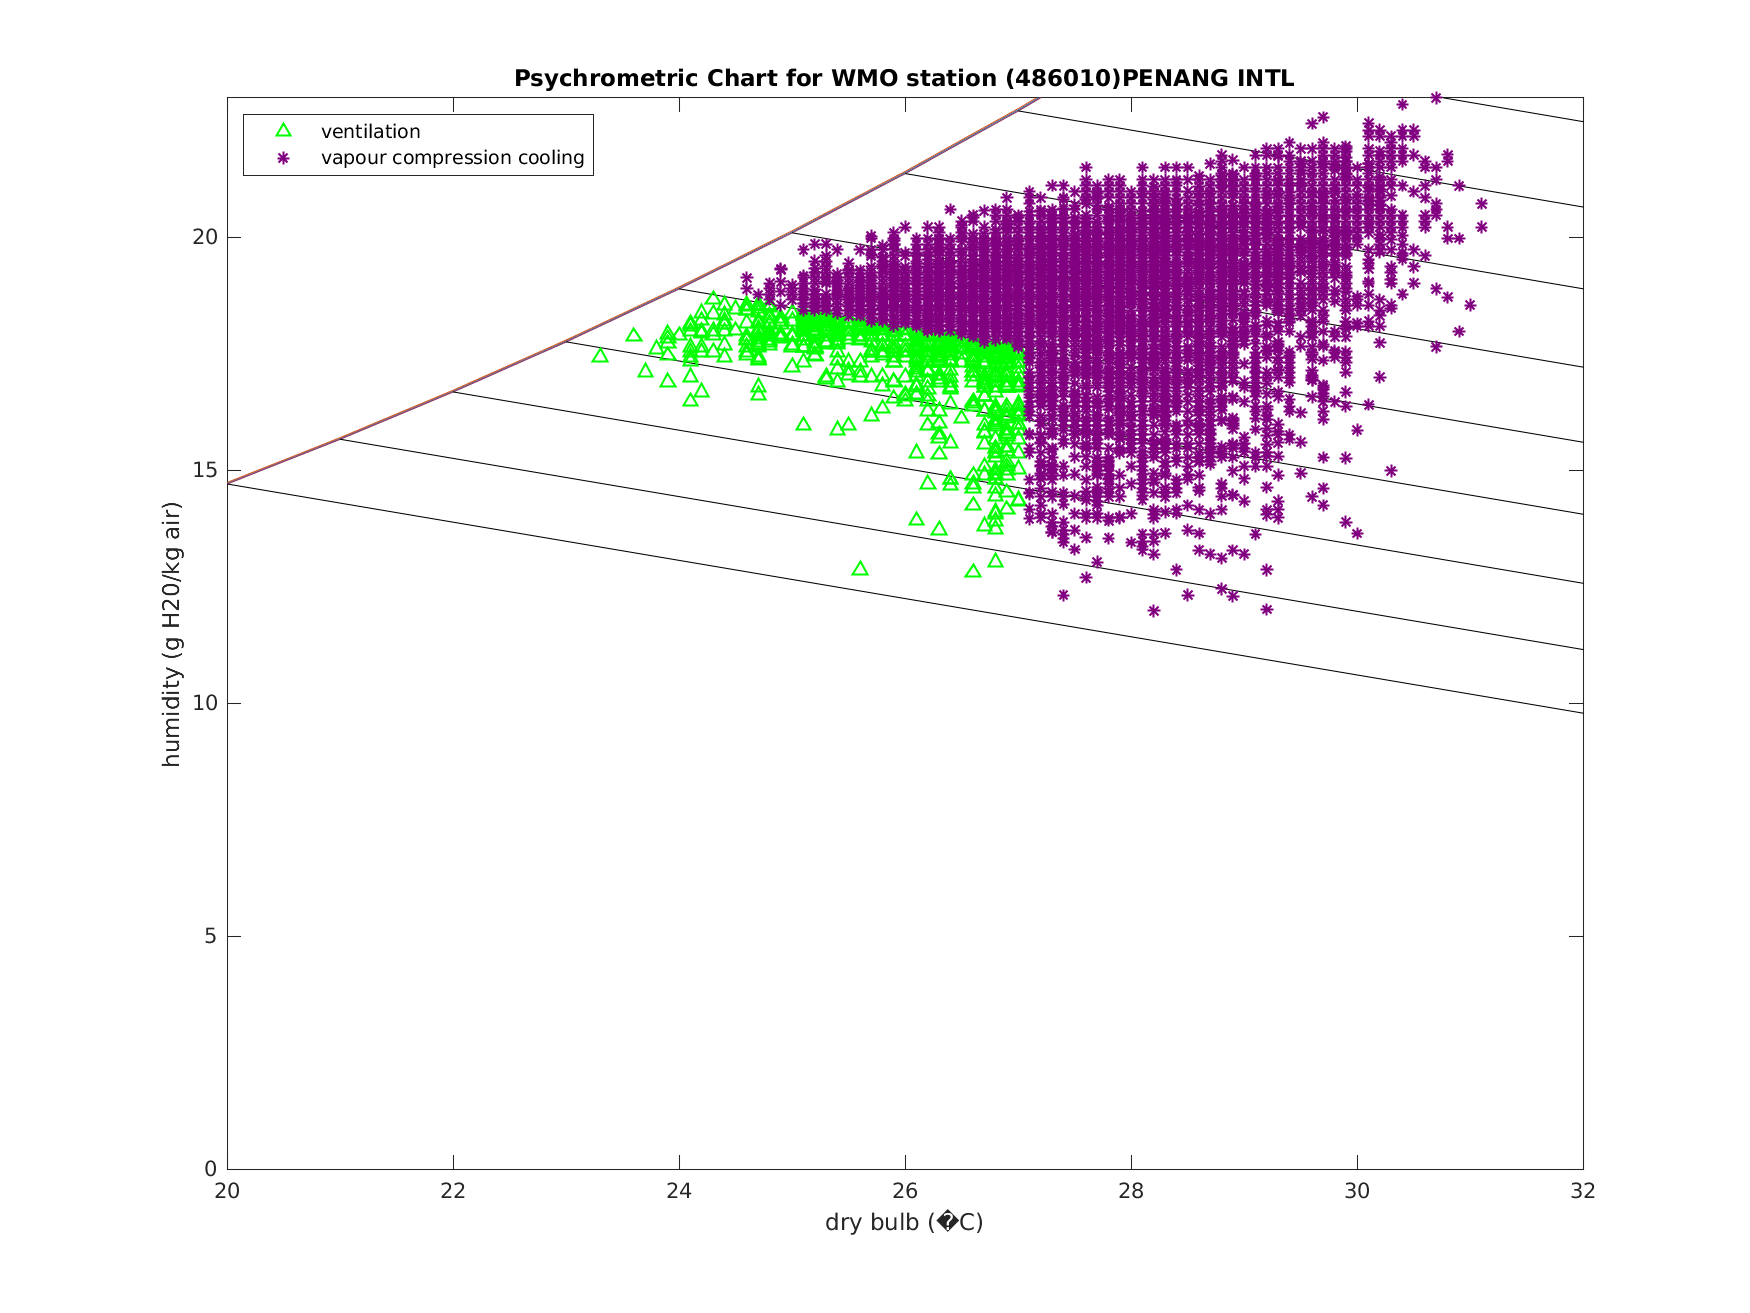 Psychrometric Chart for WMO station (486010)PENANG INTL
ventilation
vapour compression cooling
humidity (g H20/kg air)
20
15
10
5
0
20 22 24 26 28 30 32
dry bulb (�C)